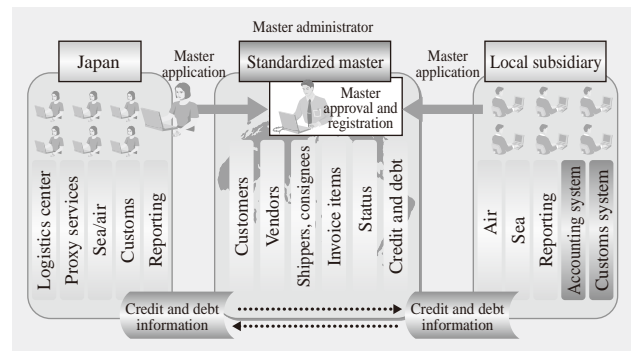 Master administrator
Japan
Master
application
Standardized master
Master
application
Local subsidiary
Master
approval and
registration
Logistics center
Proxy services
Sea/air
Customs
Reporting
Customers
Vendors
Shippers, consignees
Invoice items
Status
Credit and debt
Air
Sea
Reporting
Accounting system
Customs system
Credit and debt
information
Credit and debt
information